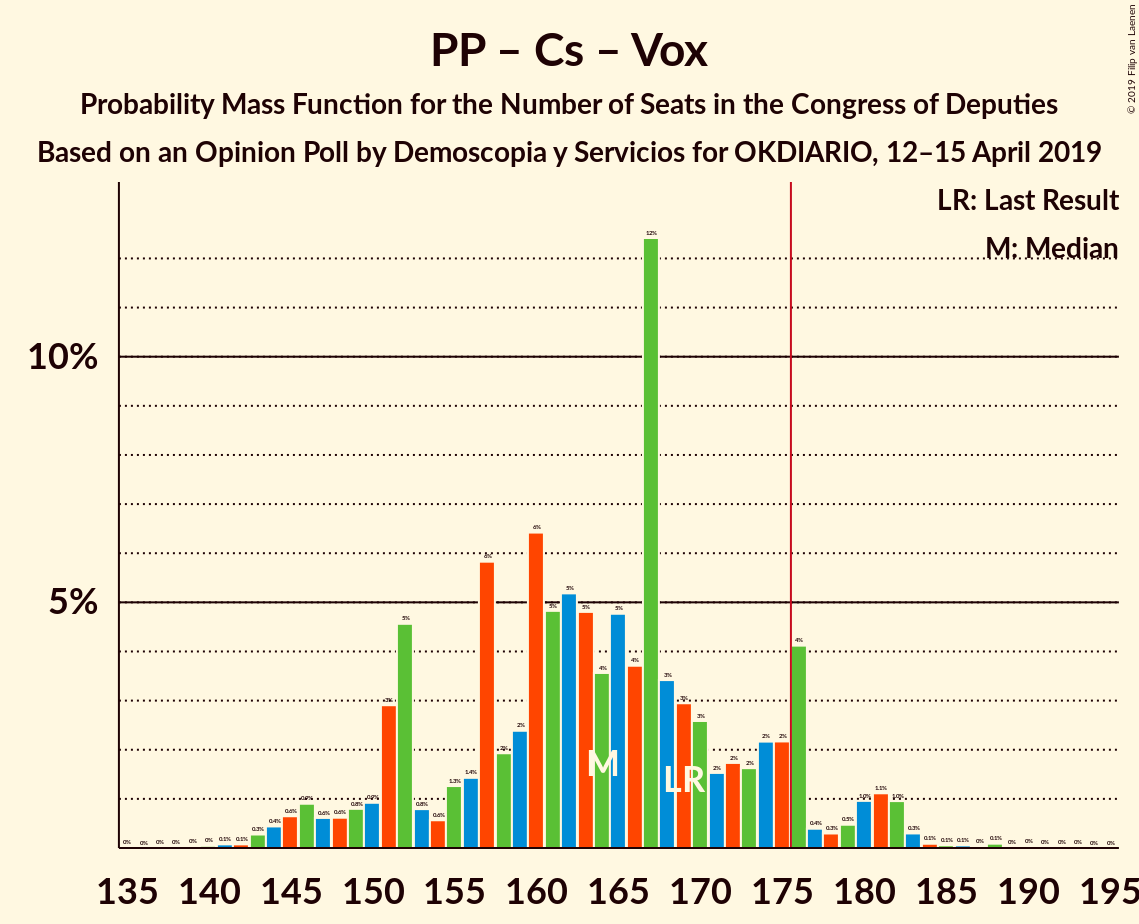 PP – Cs – Vox
Probability Mass Function for the Number of Seats in the Congress of Deputies
Based on an Opinion Poll by Demoscopia y Servicios for OKDIARIO, 12–15 April 2019
© 2019 Filip van Laenen
LR: Last Result
M: Median
10%
5%
0% 0% 0% 0% 0% 0% 0.1% 0.1% 0.3% 0.4% 0.6% 0.9% 0.6% 0.6% 0.8% 0.9% 3% 5% 0.8% 0.6% 1.3% 1.4% 6% 2% 2% 6% 5% 5% 5% 4% 5% 4% 12% 3% 3% 3% 2% 2% 2% 2% 2% 4% 0.4% 0.3% 0.5% 1.0% 1.1% 1.0% 0.3% 0.1% 0.1% 0.1% 0% 0.1% 0% 0% 0% 0% 0% 0% 0%
M
LR
135 140 145 150 155 160 165 170 175 180 185 190 195